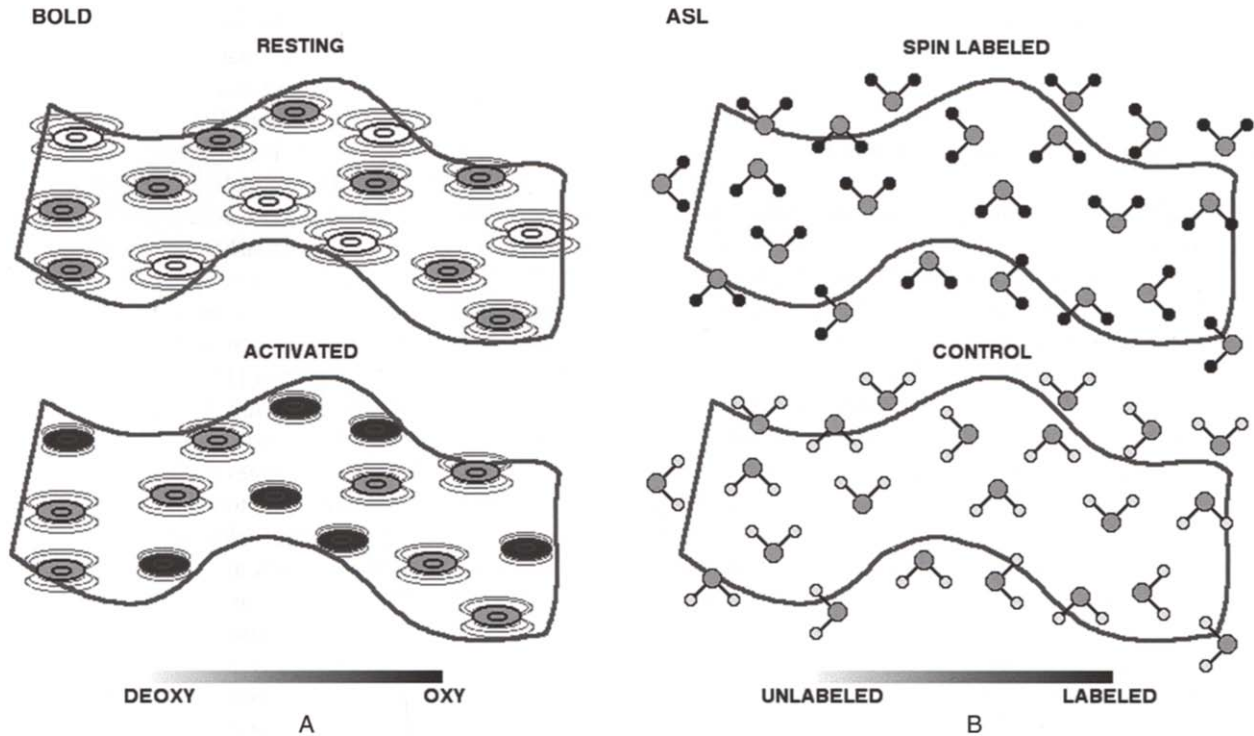 BOLD
RESTING
ACTIVATED
DEOXY OXY
A
ASL
SPIN LABELED
CONTROL
UNLABELED LABELED
B